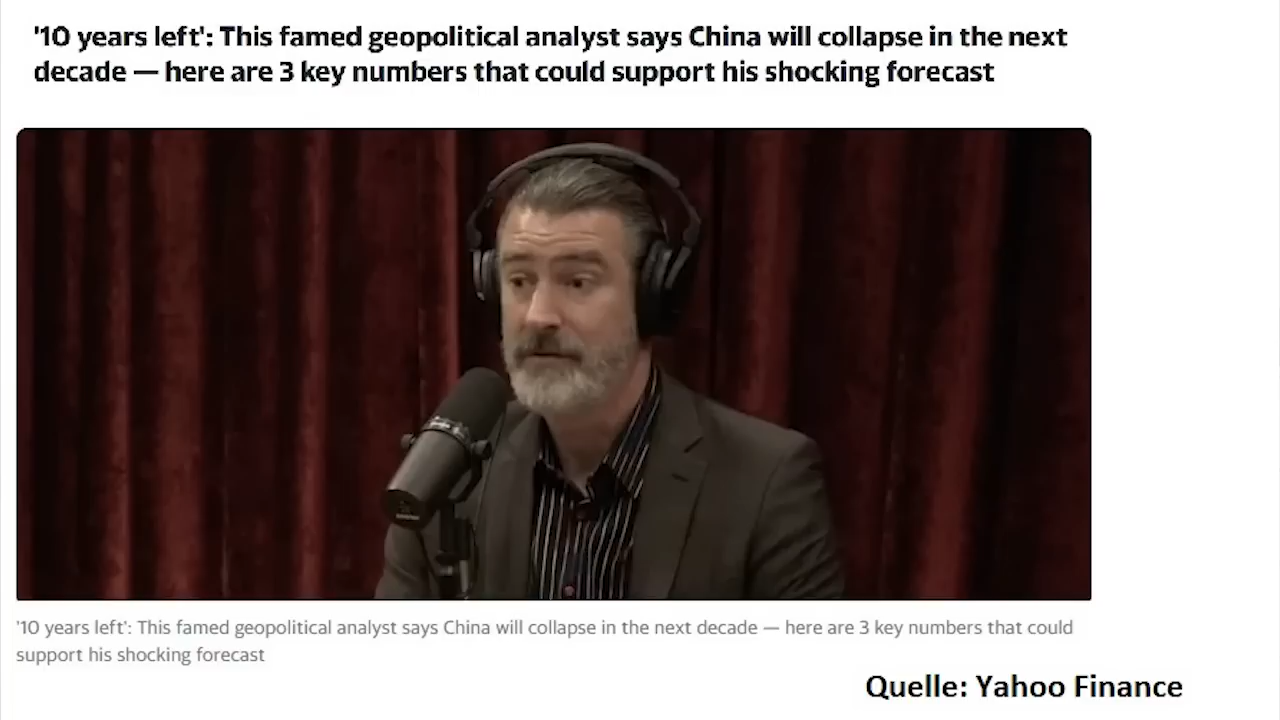 '10 years left': This famed geopolitical analyst says China will collapse in the next
decade — here are 3 key numbers that could support his shocking forecast
'10 years left': This famed geopolitical analyst says China will collapse in the next decade — here are 3 key numbers that could
support his shocking forecast
Quelle: Yahoo Finance